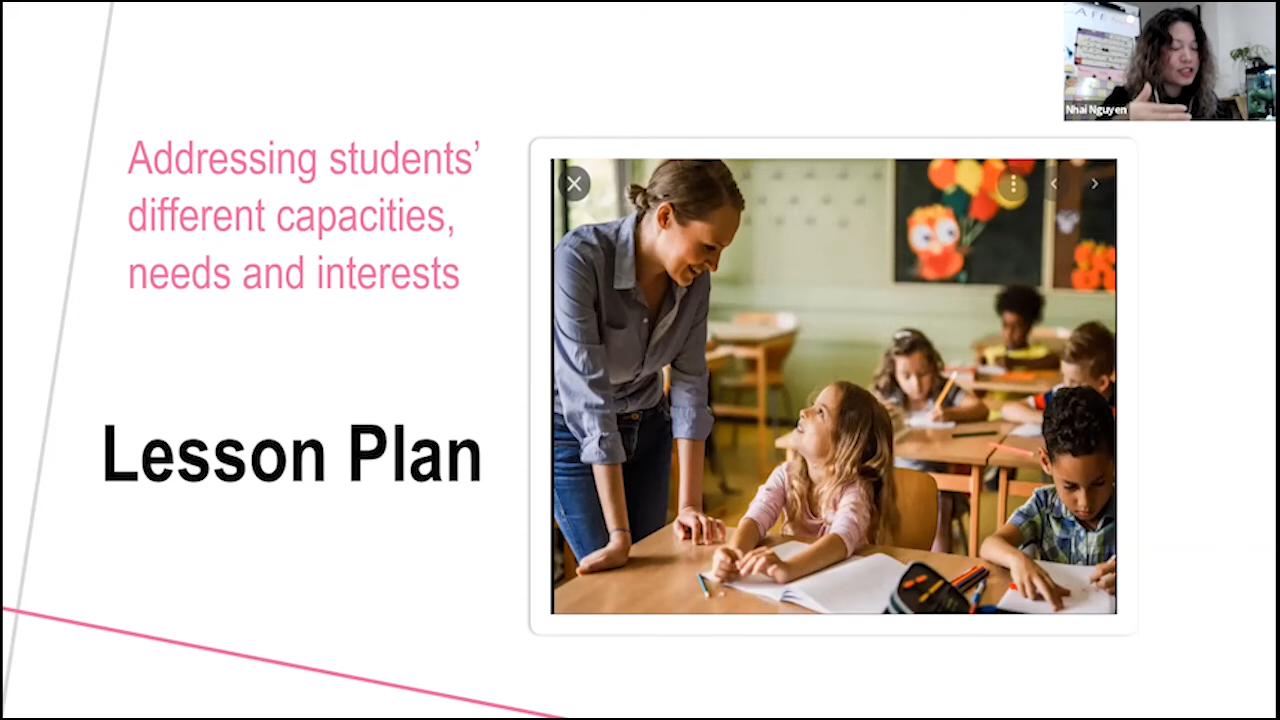 Addressing students'
different capacities,
needs and interests
Lesson Plan
Nhai Nguyen